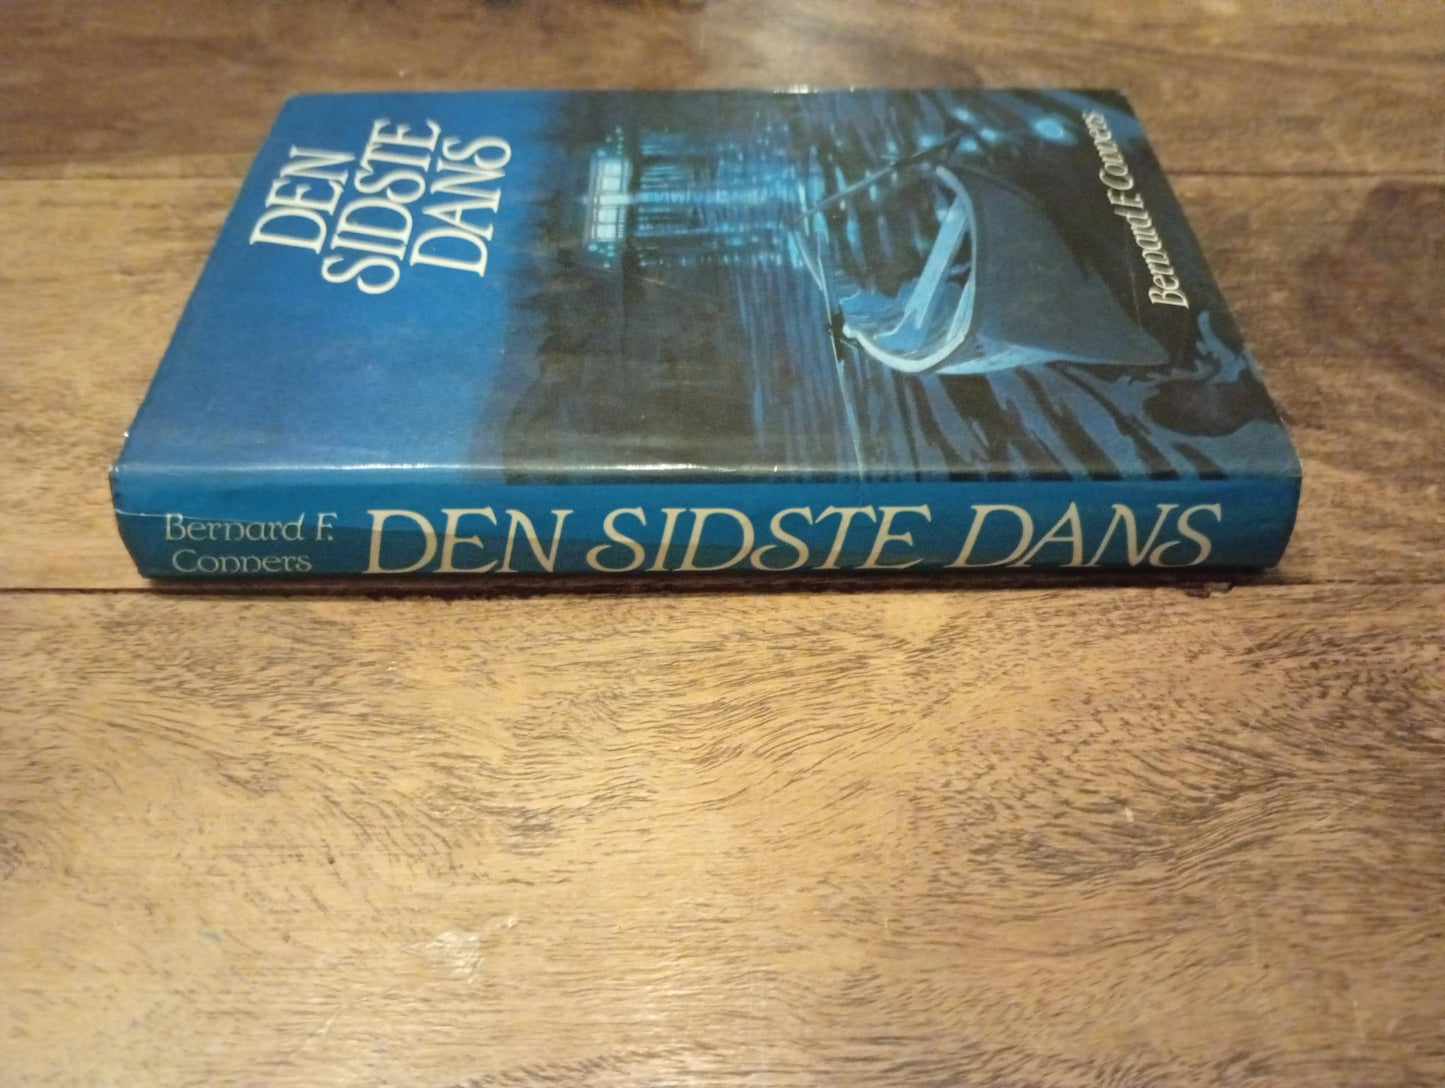 DEN
SIDSTE
DANS
Bernard F. Conners
Bernard F.
Conners
DEN SIDSTE DANS